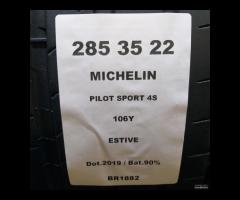 285 35 22
MICHELIN
PILOT SPORT 4S
106Y
ESTIVE
Dot.2019 / Bat.90%
BR1882